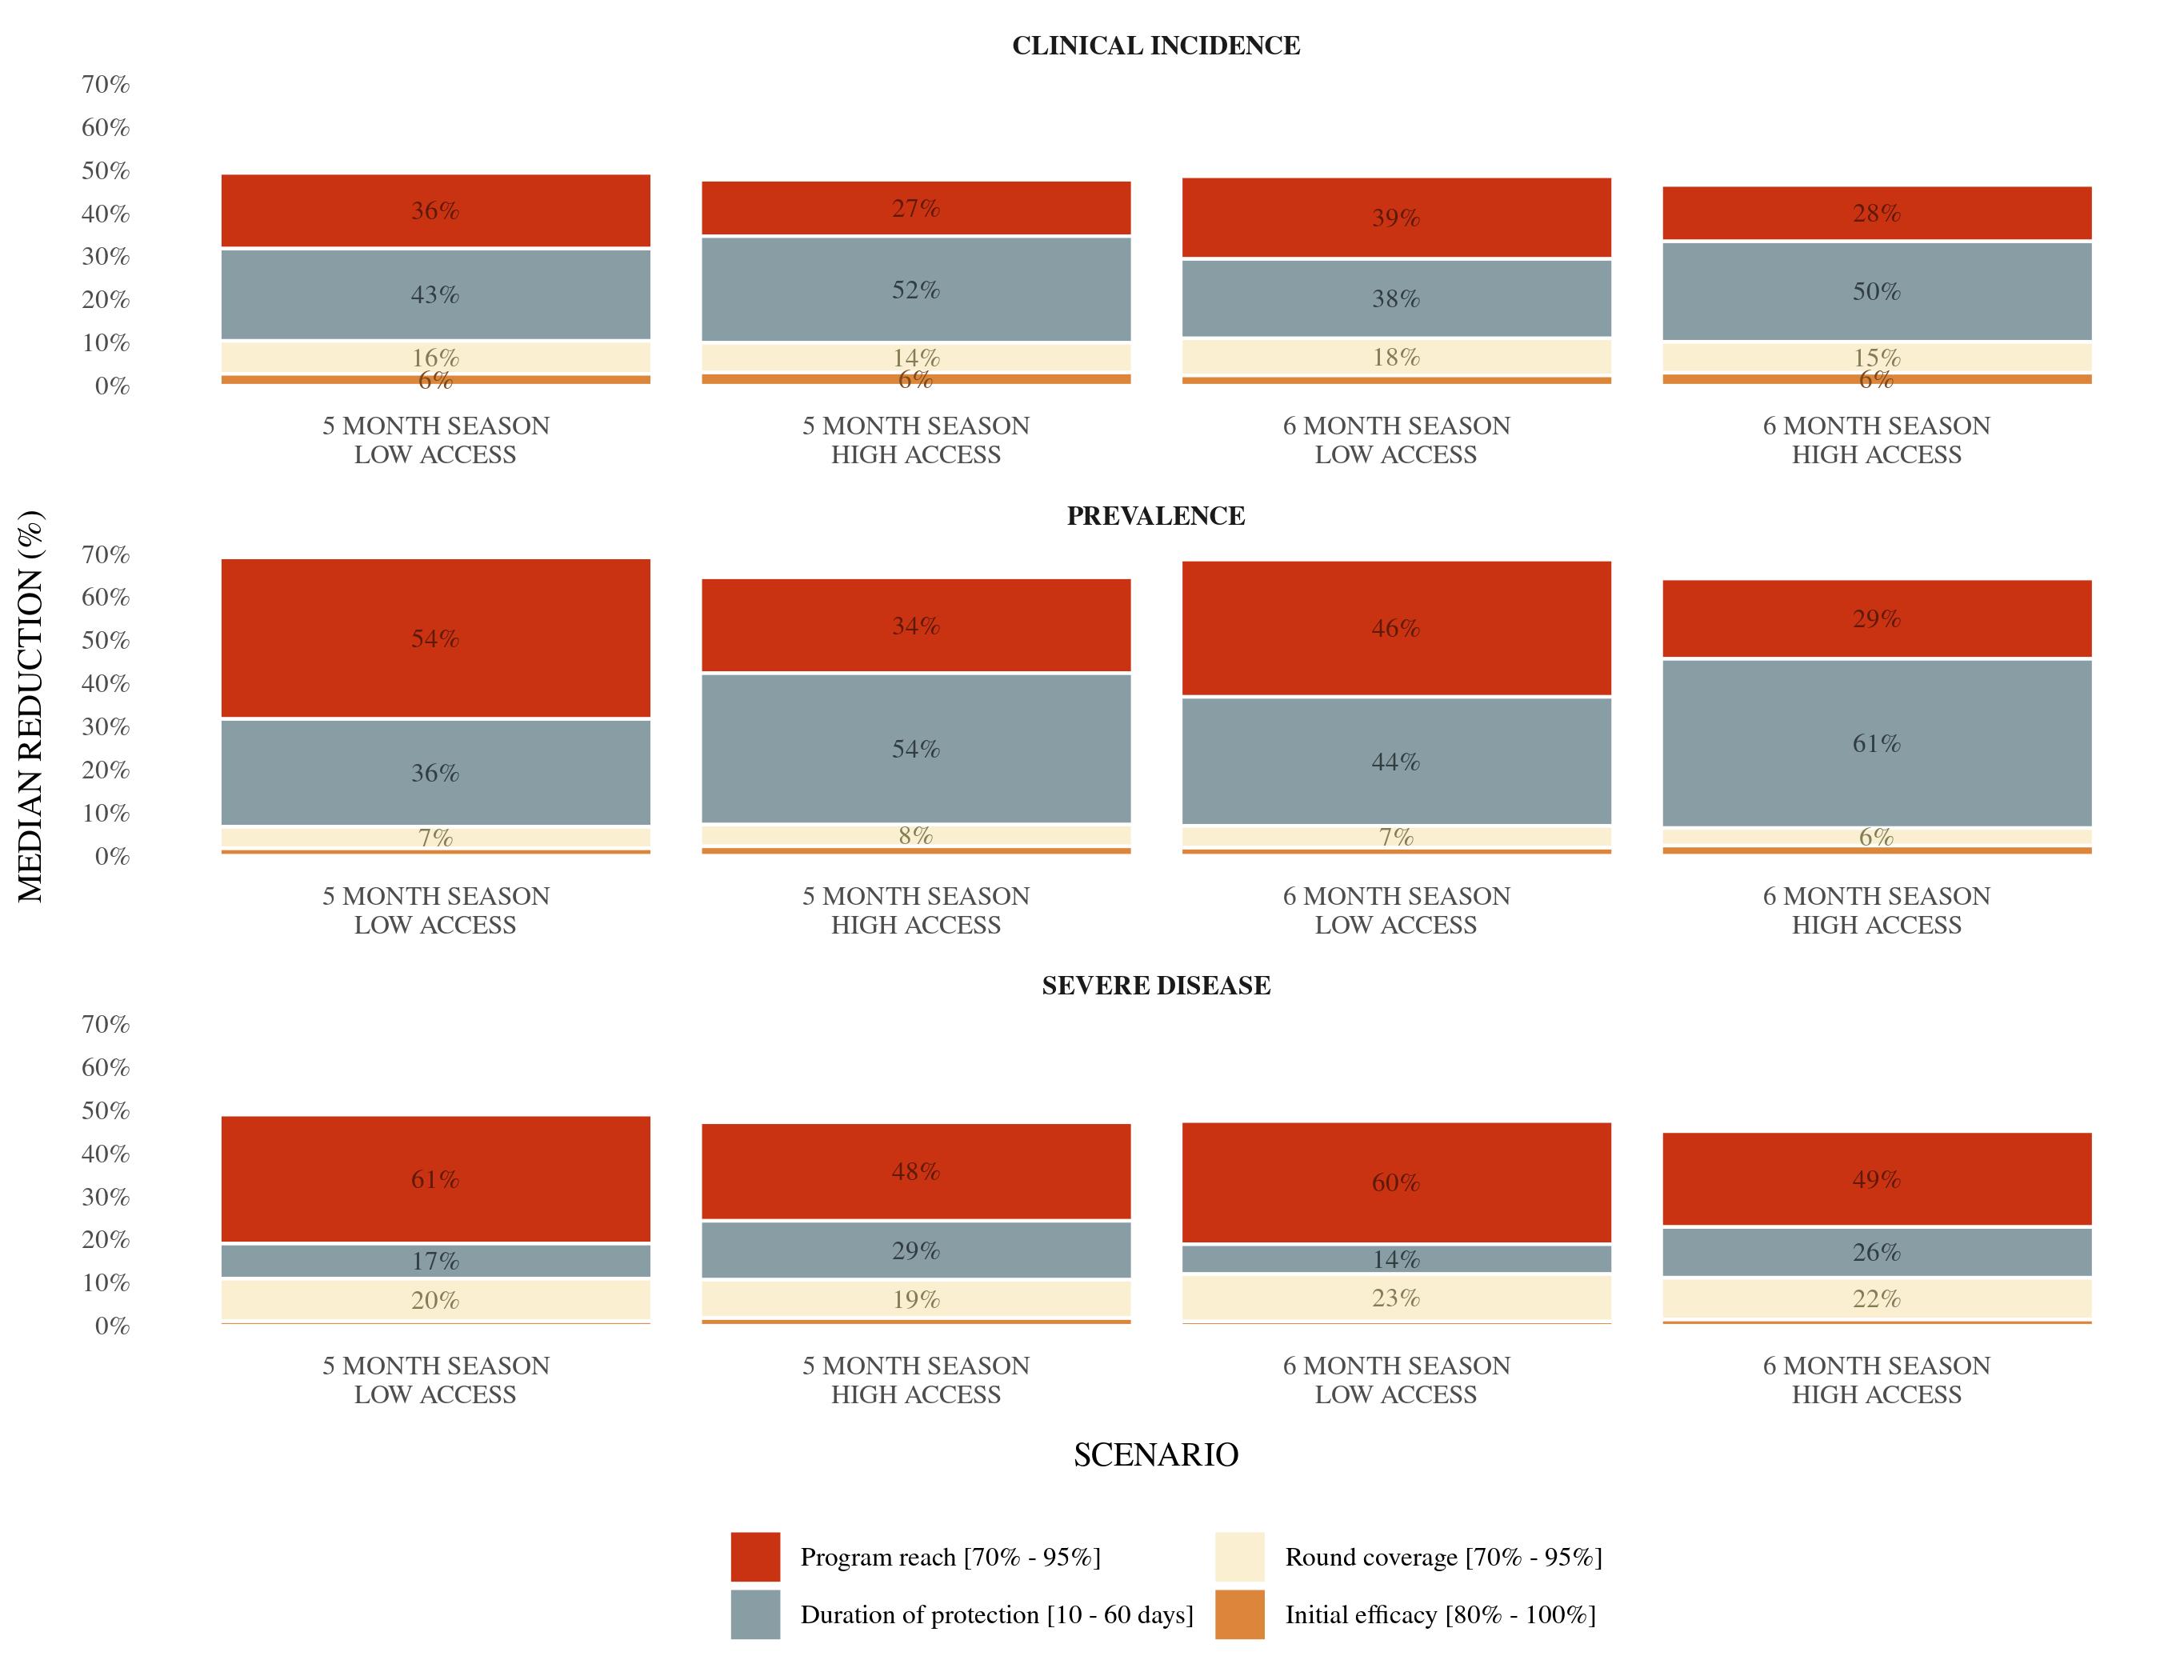 CLINICAL INCIDENCE
70%
60%
50%
40%
30%
20%
10%
0%
36% 27% 39% 28%
43% 52% 38% 50%
16% 14% 18% 15%
6% 6% 6%
5 MONTH SEASON 5 MONTH SEASON 6 MONTH SEASON 6 MONTH SEASON
LOW ACCESS HIGH ACCESS LOW ACCESS HIGH ACCESS
MEDIAN REDUCTION (%)
PREVALENCE
70%
60%
50%
40%
30%
20%
10%
0%
54% 34% 46% 29%
36% 54% 44% 61%
7% 8% 7% 6%
5 MONTH SEASON 5 MONTH SEASON 6 MONTH SEASON 6 MONTH SEASON
LOW ACCESS HIGH ACCESS LOW ACCESS HIGH ACCESS
SEVERE DISEASE
70%
60%
50%
40%
30%
20%
10%
0%
61% 48% 60% 49%
17% 29% 14% 26%
20% 19% 23% 22%
5 MONTH SEASON 5 MONTH SEASON 6 MONTH SEASON 6 MONTH SEASON
LOW ACCESS HIGH ACCESS LOW ACCESS HIGH ACCESS
SCENARIO
Program reach [70% - 95%] Round coverage [70% - 95%]
Duration of protection [10 - 60 days] Initial efficacy [80% - 100%]